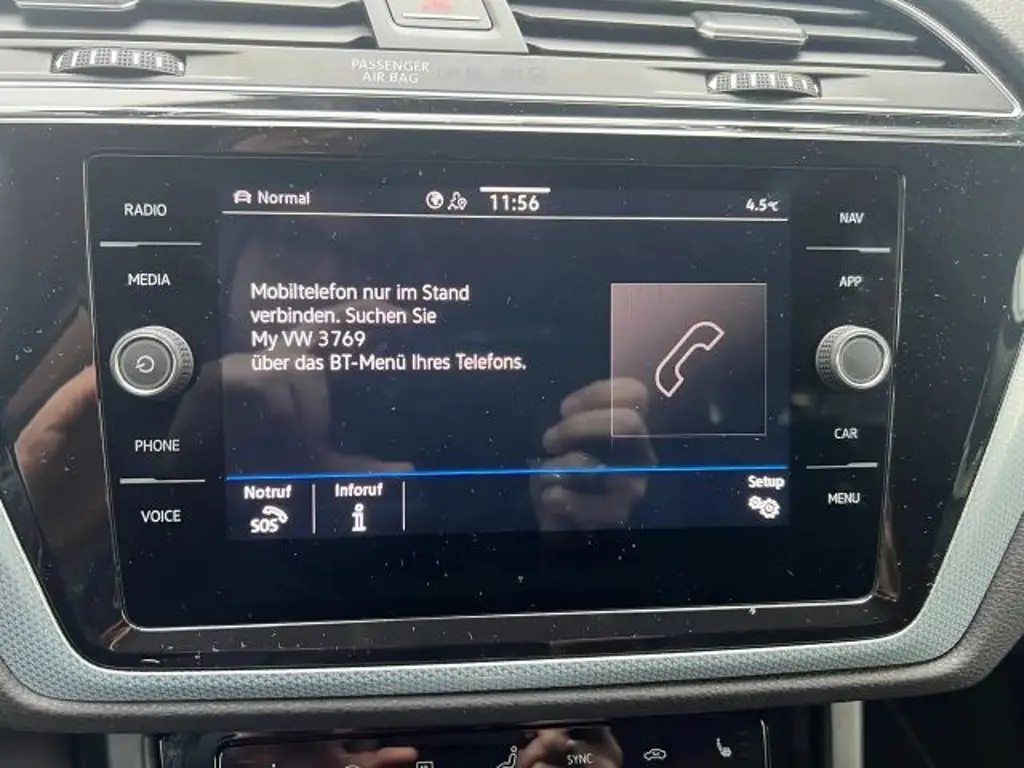 PASSENGER
AIR BAG
RADIO
MEDIA
PHONE
VOICE
Normal
11:56
4.5°C
Mobiltelefon nur im Stand
verbinden. Suchen Sie
My VW 3769
über das BT-Menü Ihres Telefons.
Notruf
SOS
Inforuf
Setup
NAV
APP
CAR
MENU
SYNC